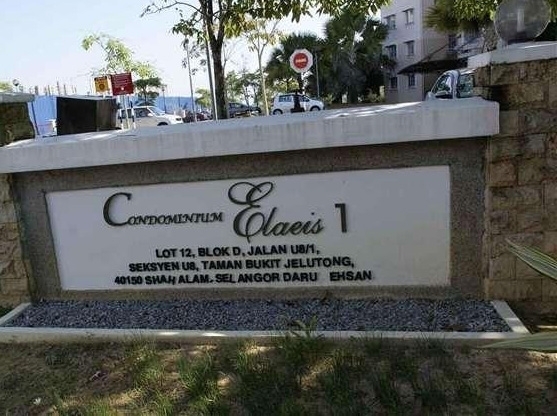 CONDOMINIUM Elaeis 1
LOT 12, BLOK D, JALAN U8/1,
SEKSYEN U8, TAMAN BUKIT JELUTONG,
40150 SHAH ALAM. SELANGOR DARU EHSAN